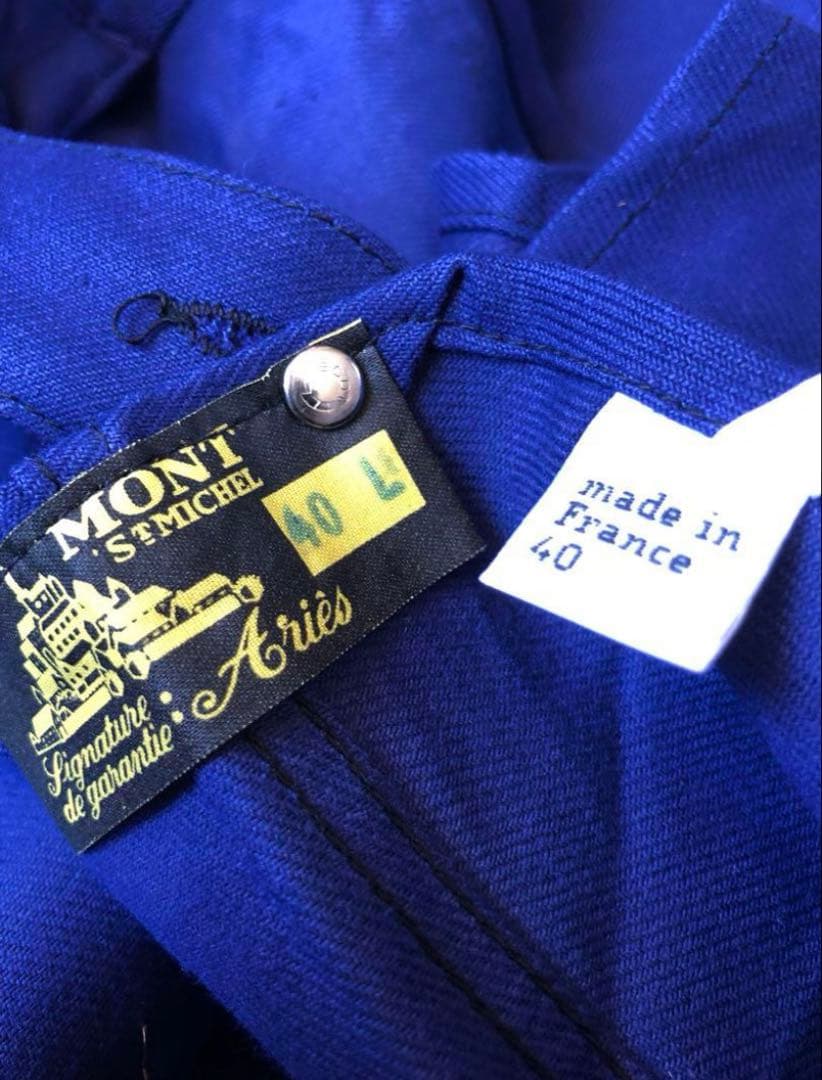 MONT
ST MICHEL
40 L
Ariès
Signature
de garantie:
made in
France
40